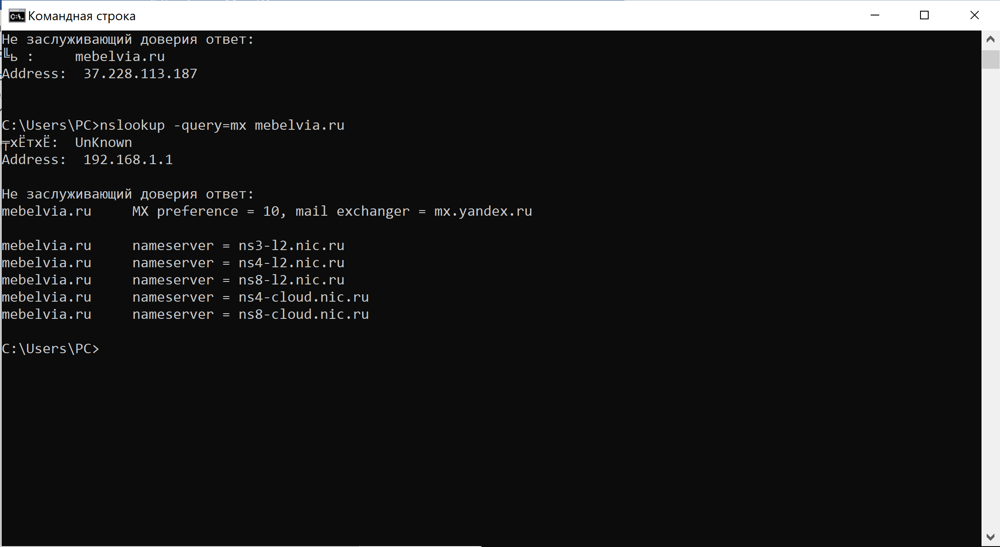 Командная строка
Не заслуживающий доверия ответ:
╚ь :     mebelvia.ru
Address:  37.228.113.187
C:\Users\PC>nslookup -query=mx mebelvia.ru
╤хЁтхЁ:  UnKnown
Address:  192.168.1.1
Не заслуживающий доверия ответ:
mebelvia.ru     MX preference = 10, mail exchanger = mx.yandex.ru
mebelvia.ru     nameserver = ns3-l2.nic.ru
mebelvia.ru     nameserver = ns4-l2.nic.ru
mebelvia.ru     nameserver = ns8-l2.nic.ru
mebelvia.ru     nameserver = ns4-cloud.nic.ru
mebelvia.ru     nameserver = ns8-cloud.nic.ru
C:\Users\PC>